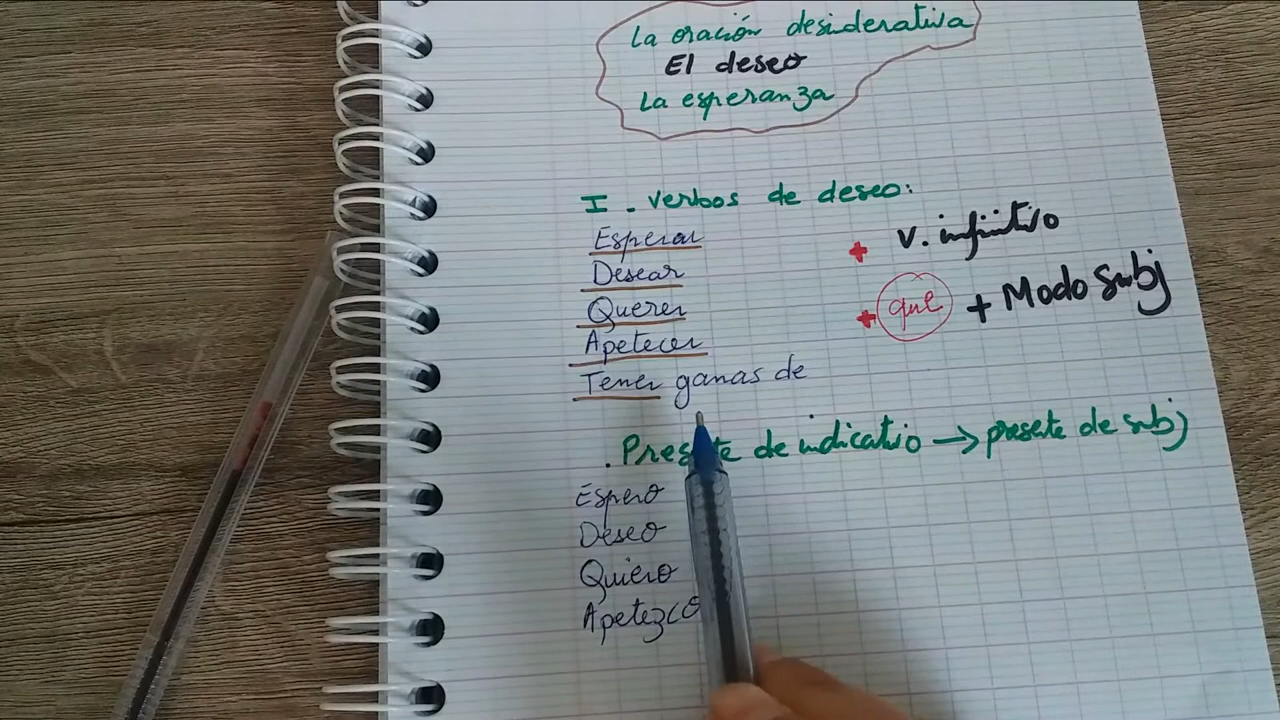 La oración desiderativa
El deseo
La esperanza
I. verbos de deseo:
Esperar
Desear
Querer
Apetecer
Tener ganas de
+ V. infinitivo
+ que + Modo Subj
. Presente de indicativo → presente de subj
Espero
Deseo
Quiero
Apetezco